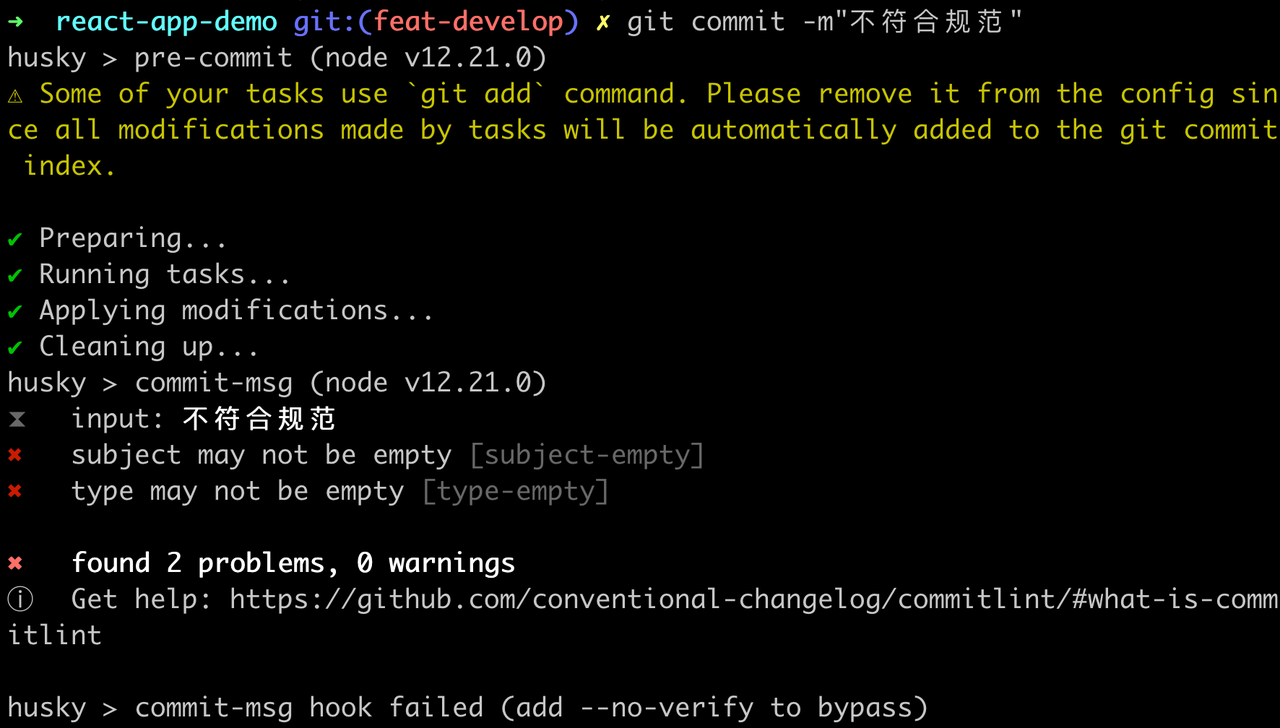 ➜  react-app-demo git:(feat-develop) ✗ git commit -m"不符合规范"
husky > pre-commit (node v12.21.0)
⚠ Some of your tasks use `git add` command. Please remove it from the config sin
ce all modifications made by tasks will be automatically added to the git commit
 index.
✔ Preparing...
✔ Running tasks...
✔ Applying modifications...
✔ Cleaning up...
husky > commit-msg (node v12.21.0)
⧗   input: 不符合规范
✖   subject may not be empty [subject-empty]
✖   type may not be empty [type-empty]
✖   found 2 problems, 0 warnings
ⓘ   Get help: https://github.com/conventional-changelog/commitlint/#what-is-comm
itlint
husky > commit-msg hook failed (add --no-verify to bypass)